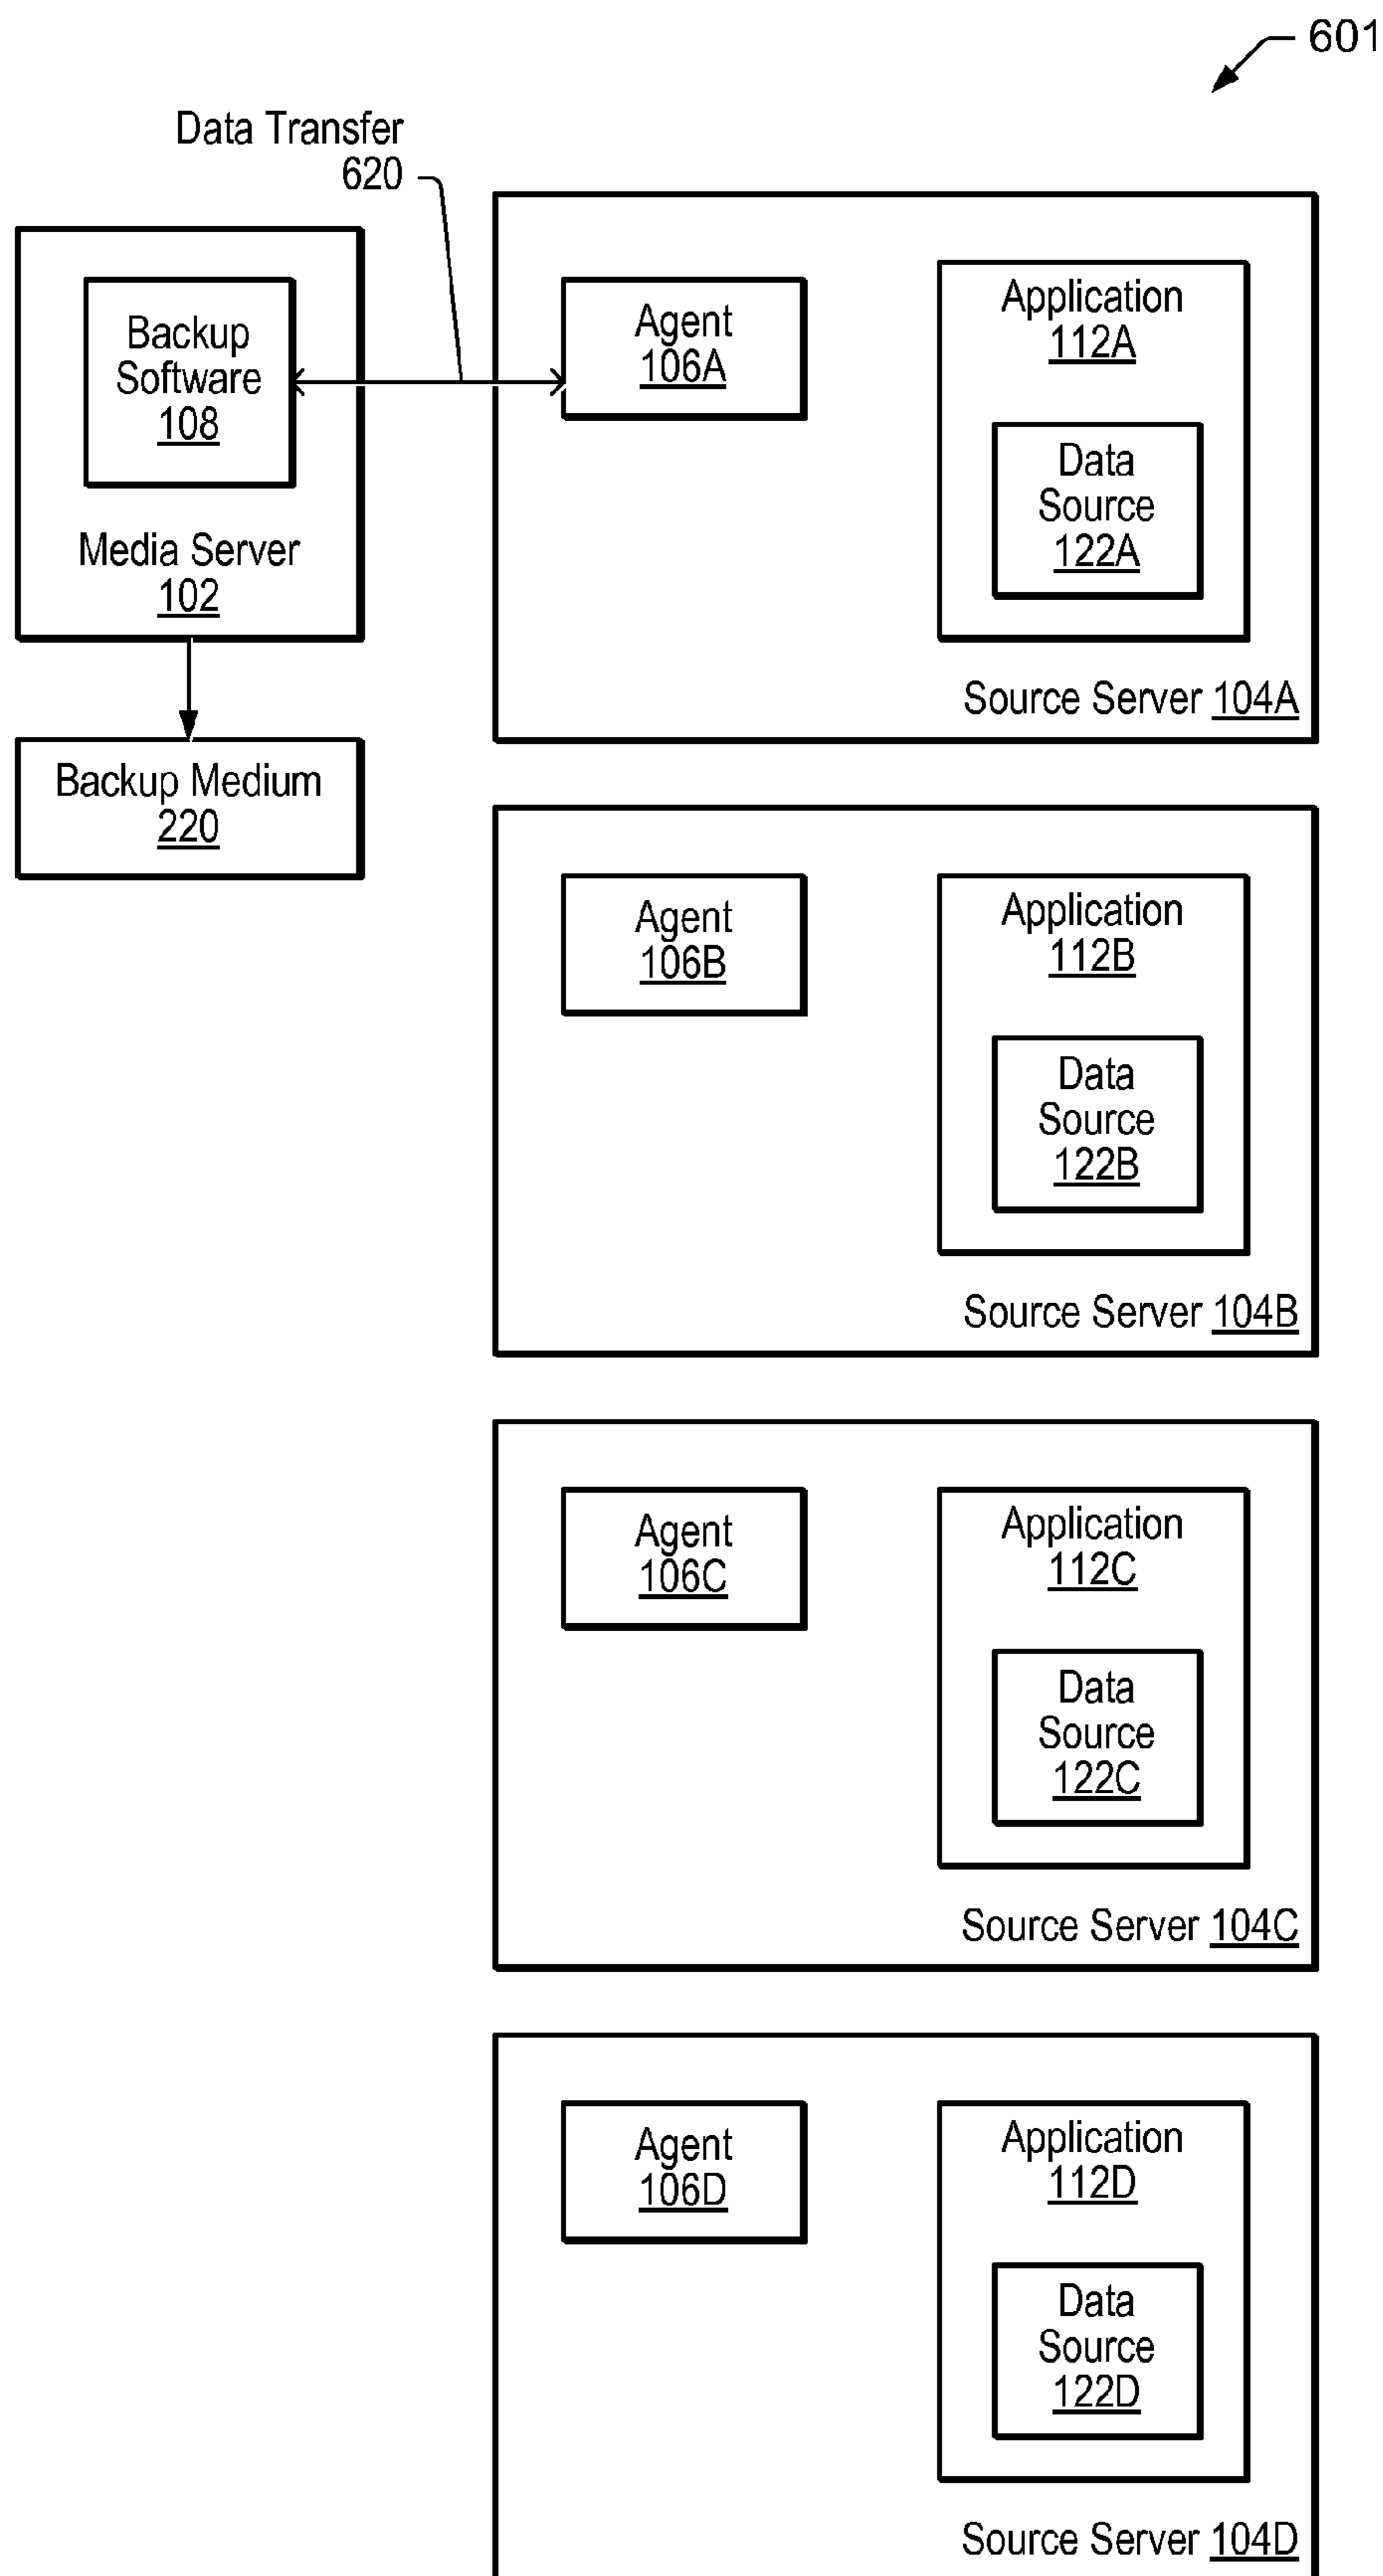 601
Data Transfer
620
Backup
Software
108
Media Server
102
Backup Medium
220
Agent
106A
Application
112A
Data
Source
122A
Source Server 104A
Agent
106B
Application
112B
Data
Source
122B
Source Server 104B
Agent
106C
Application
112C
Data
Source
122C
Source Server 104C
Agent
106D
Application
112D
Data
Source
122D
Source Server 104D